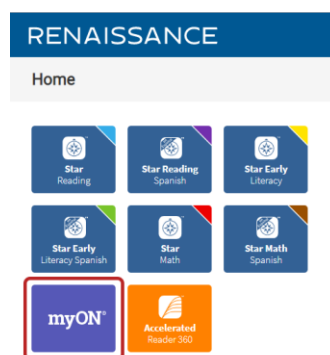 RENAISSANCE
Home
Star
Reading
Star Reading
Spanish
Star Early
Literacy
Star Early
Literacy Spanish
Star
Math
Star Math
Spanish
myON®
Accelerated
Reader 360